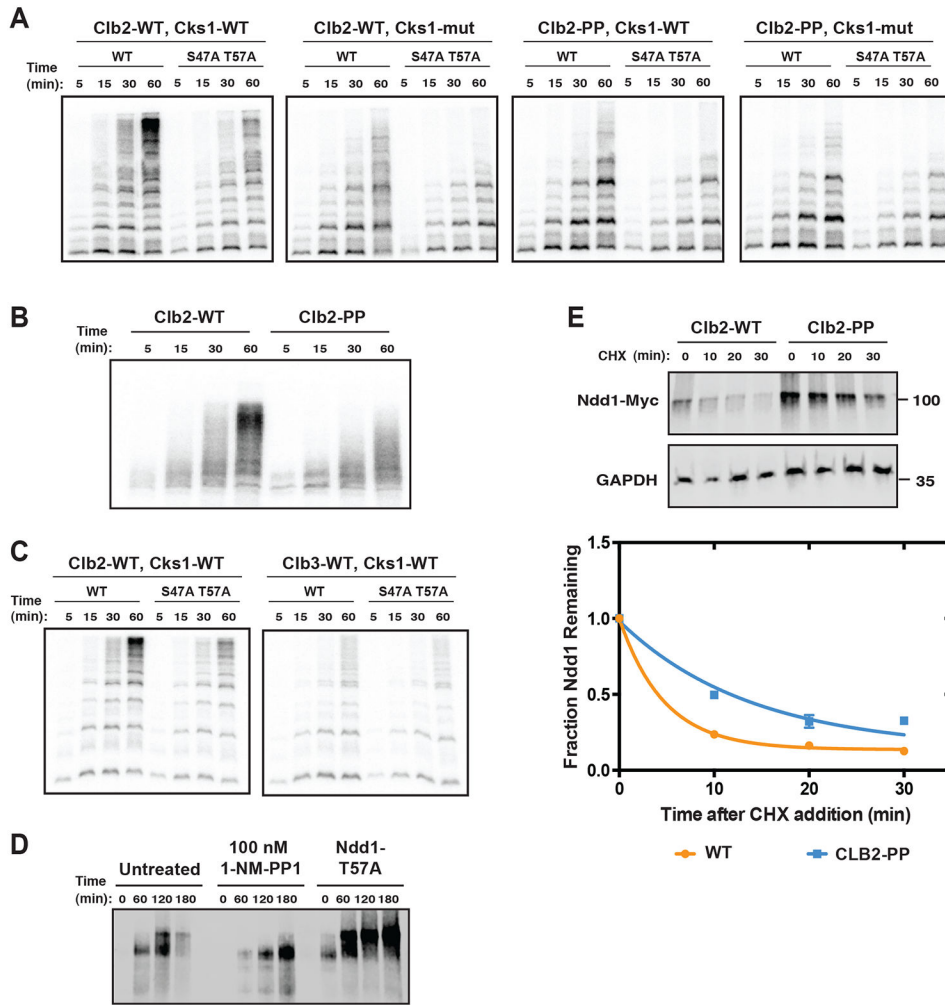 A
Clb2-WT, Cks1-WT
Clb2-WT, Cks1-mut
Clb2-PP, Cks1-WT
Clb2-PP, Cks1-mut
WT S47A T57A WT S47A T57A WT S47A T57A WT S47A T57A
Time
(min): 5 15 30 60 5 15 30 60 5 15 30 60 5 15 30 60 5 15 30 60 5 15 30 60 5 15 30 60 5 15 30 60
B
Clb2-WT Clb2-PP
Time
(min): 5 15 30 60 5 15 30 60
C
Clb2-WT, Cks1-WT Clb3-WT, Cks1-WT
WT S47A T57A WT S47A T57A
Time
(min): 5 15 30 60 5 15 30 60 5 15 30 60 5 15 30 60
D
Untreated
100 nM
1-NM-PP1
Ndd1-
T57A
Time
(min): 0 60 120 180 0 60 120 180 0 60 120 180
E
Clb2-WT Clb2-PP
CHX (min): 0 10 20 30 0 10 20 30
Ndd1-Myc 100
GAPDH 35
Fraction Ndd1 Remaining
1.5
1.0
0.5
0.0
0 10 20 30
Time after CHX addition (min)
WT CLB2-PP